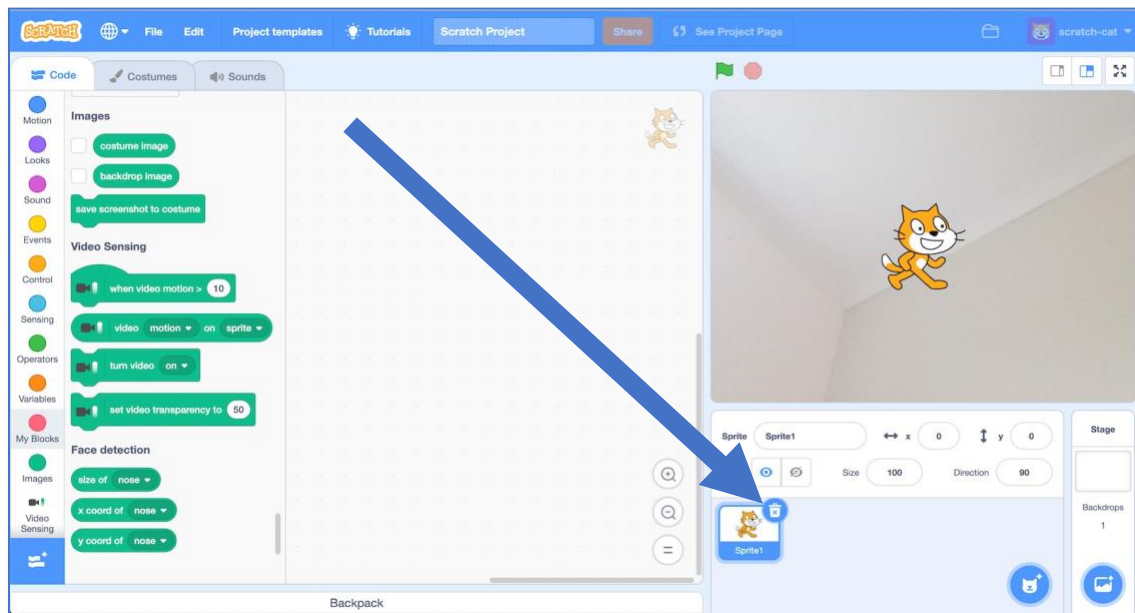 SCRATCH File Edit Project templates Tutorials Scratch Project Share See Project Page scratch-cat
Code Costumes Sounds
Motion
Looks
Sound
Events
Control
Sensing
Operators
Variables
My Blocks
Images
Video
Sensing
Images
costume image
backdrop image
save screenshot to costume
Video Sensing
when video motion > 10
video motion on sprite
turn video on
set video transparency to 50
Face detection
size of nose
x coord of nose
y coord of nose
Backpack
Sprite Sprite1 x 0 y 0
Size 100 Direction 90
Sprite1
Stage
Backdrops
1